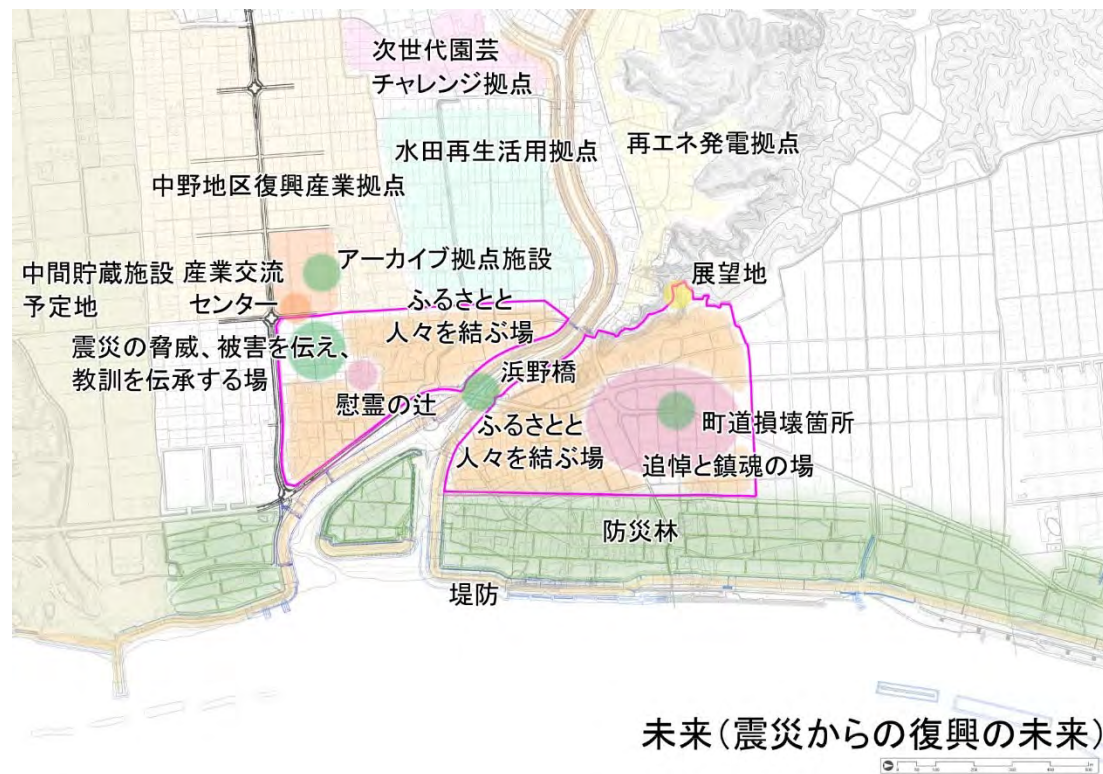 次世代園芸
チャレンジ拠点
水田再生活用拠点
再エネ発電拠点
中野地区復興産業拠点
アーカイブ拠点施設
展望地
中間貯蔵施設
予定地
産業交流
センター
ふるさとと
人々を結ぶ場
震災の脅威、被害を伝え、
教訓を伝承する場
浜野橋
慰霊の辻
ふるさとと
人々を結ぶ場
町道損壊箇所
追悼と鎮魂の場
防災林
堤防
未来(震災からの復興の未来)